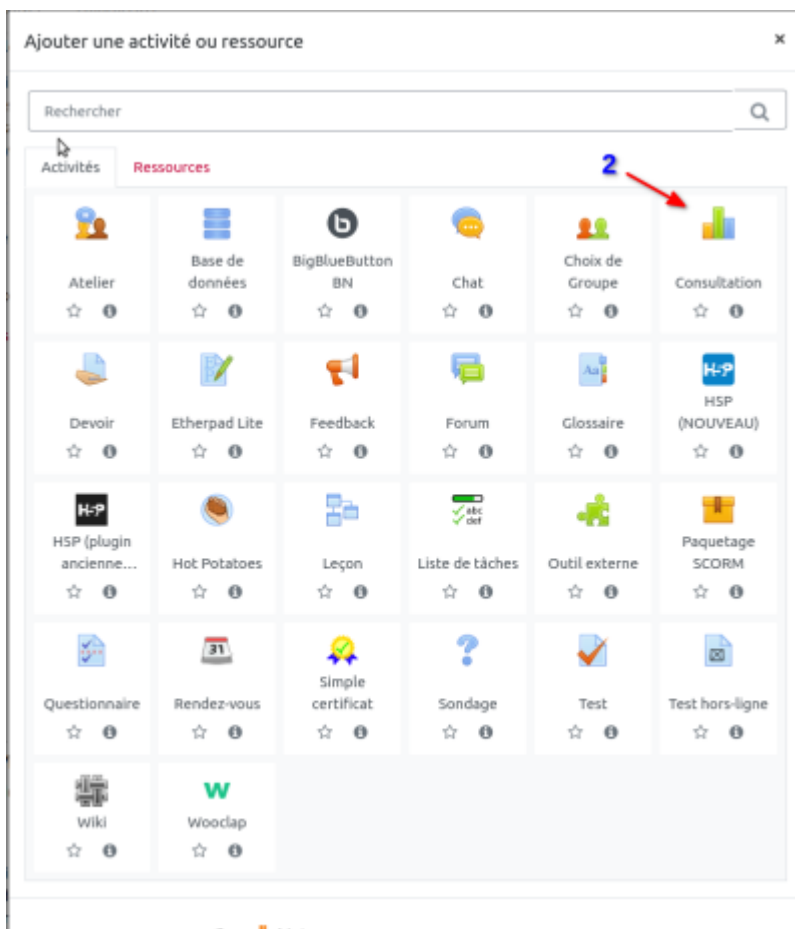 Ajouter une activité ou ressource ×
Rechercher
Activités Ressources
2
Atelier
Base de
données
BigBlueButton
BN
Chat
Choix de
Groupe
Consultation
Devoir
Etherpad Lite
Feedback
Forum
Aa
Glossaire
H-P
H5P
(NOUVEAU)
H-P
H5P (plugin
ancienne...
Hot Potatoes
Leçon
abc
def
Liste de tâches
Outil externe
Paquetage
SCORM
Questionnaire
31
Rendez-vous
Simple
certificat
?
Sondage
Test
Test hors-ligne
Wiki
W
Wooclap